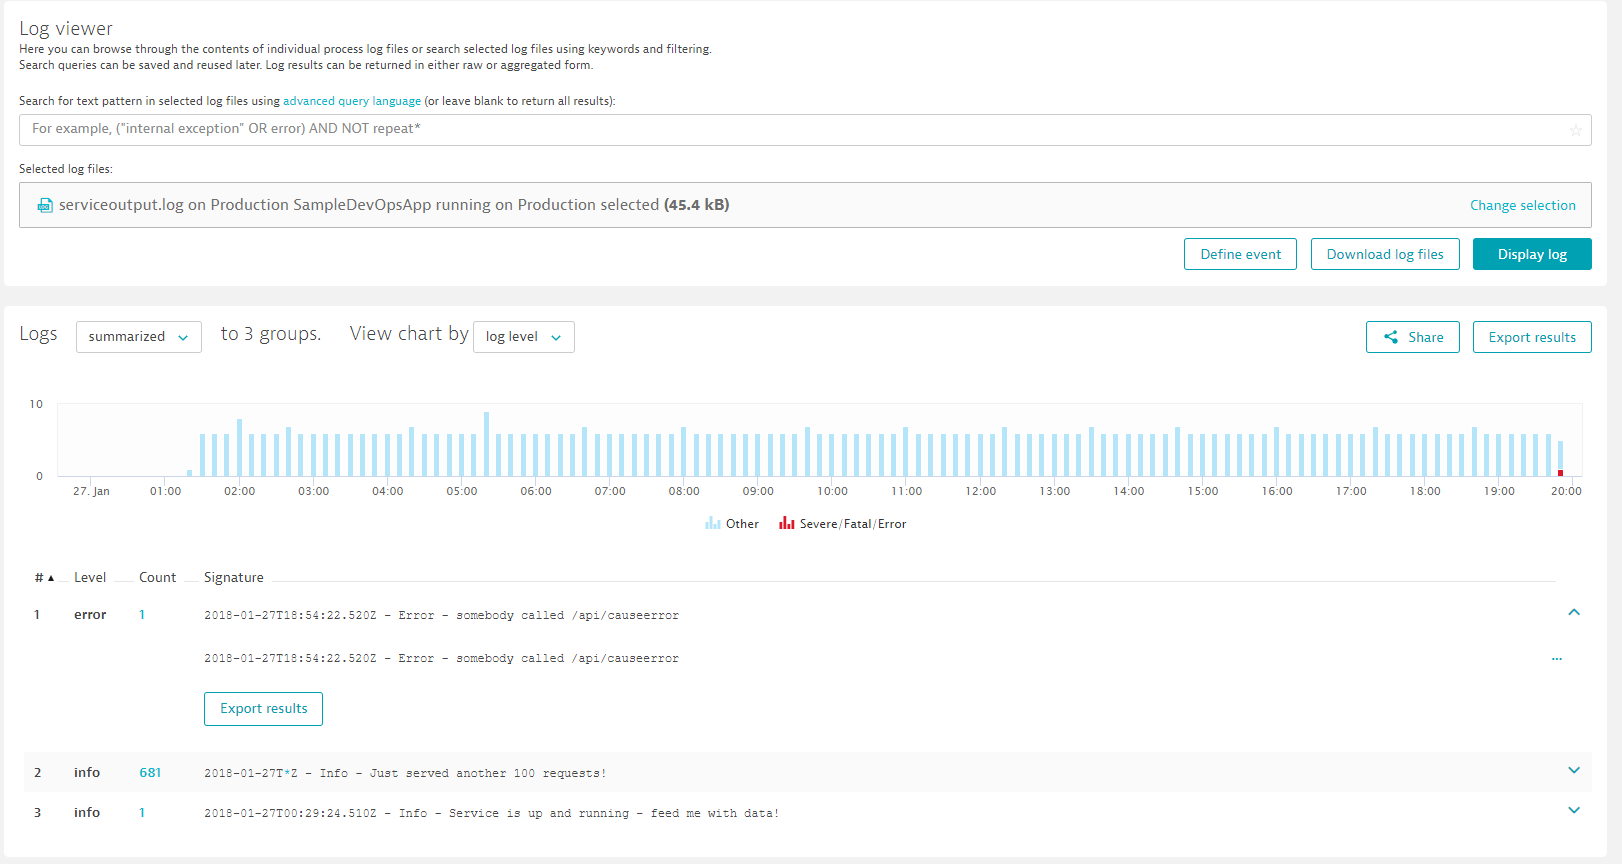 Log viewer
Here you can browse through the contents of individual process log files or search selected log files using keywords and filtering.
Search queries can be saved and reused later. Log results can be returned in either raw or aggregated form.
Search for text pattern in selected log files using advanced query language (or leave blank to return all results):
For example, ("internal exception" OR error) AND NOT repeat*
Selected log files:
serviceoutput.log on Production SampleDevOpsApp running on Production selected (45.4 kB)
Change selection
Define event
Download log files
Display log
Logs summarized to 3 groups. View chart by log level
Share
Export results
10
0
27. Jan 01:00 02:00 03:00 04:00 05:00 06:00 07:00 08:00 09:00 10:00 11:00 12:00 13:00 14:00 15:00 16:00 17:00 18:00 19:00 20:00
Other Severe/Fatal/Error
# ▲ Level Count Signature
1 error 1 2018-01-27T18:54:22.520Z - Error - somebody called /api/causeerror
2018-01-27T18:54:22.520Z - Error - somebody called /api/causeerror
...
Export results
2 info 681 2018-01-27T*Z - Info - Just served another 100 requests!
3 info 1 2018-01-27T00:29:24.510Z - Info - Service is up and running - feed me with data!